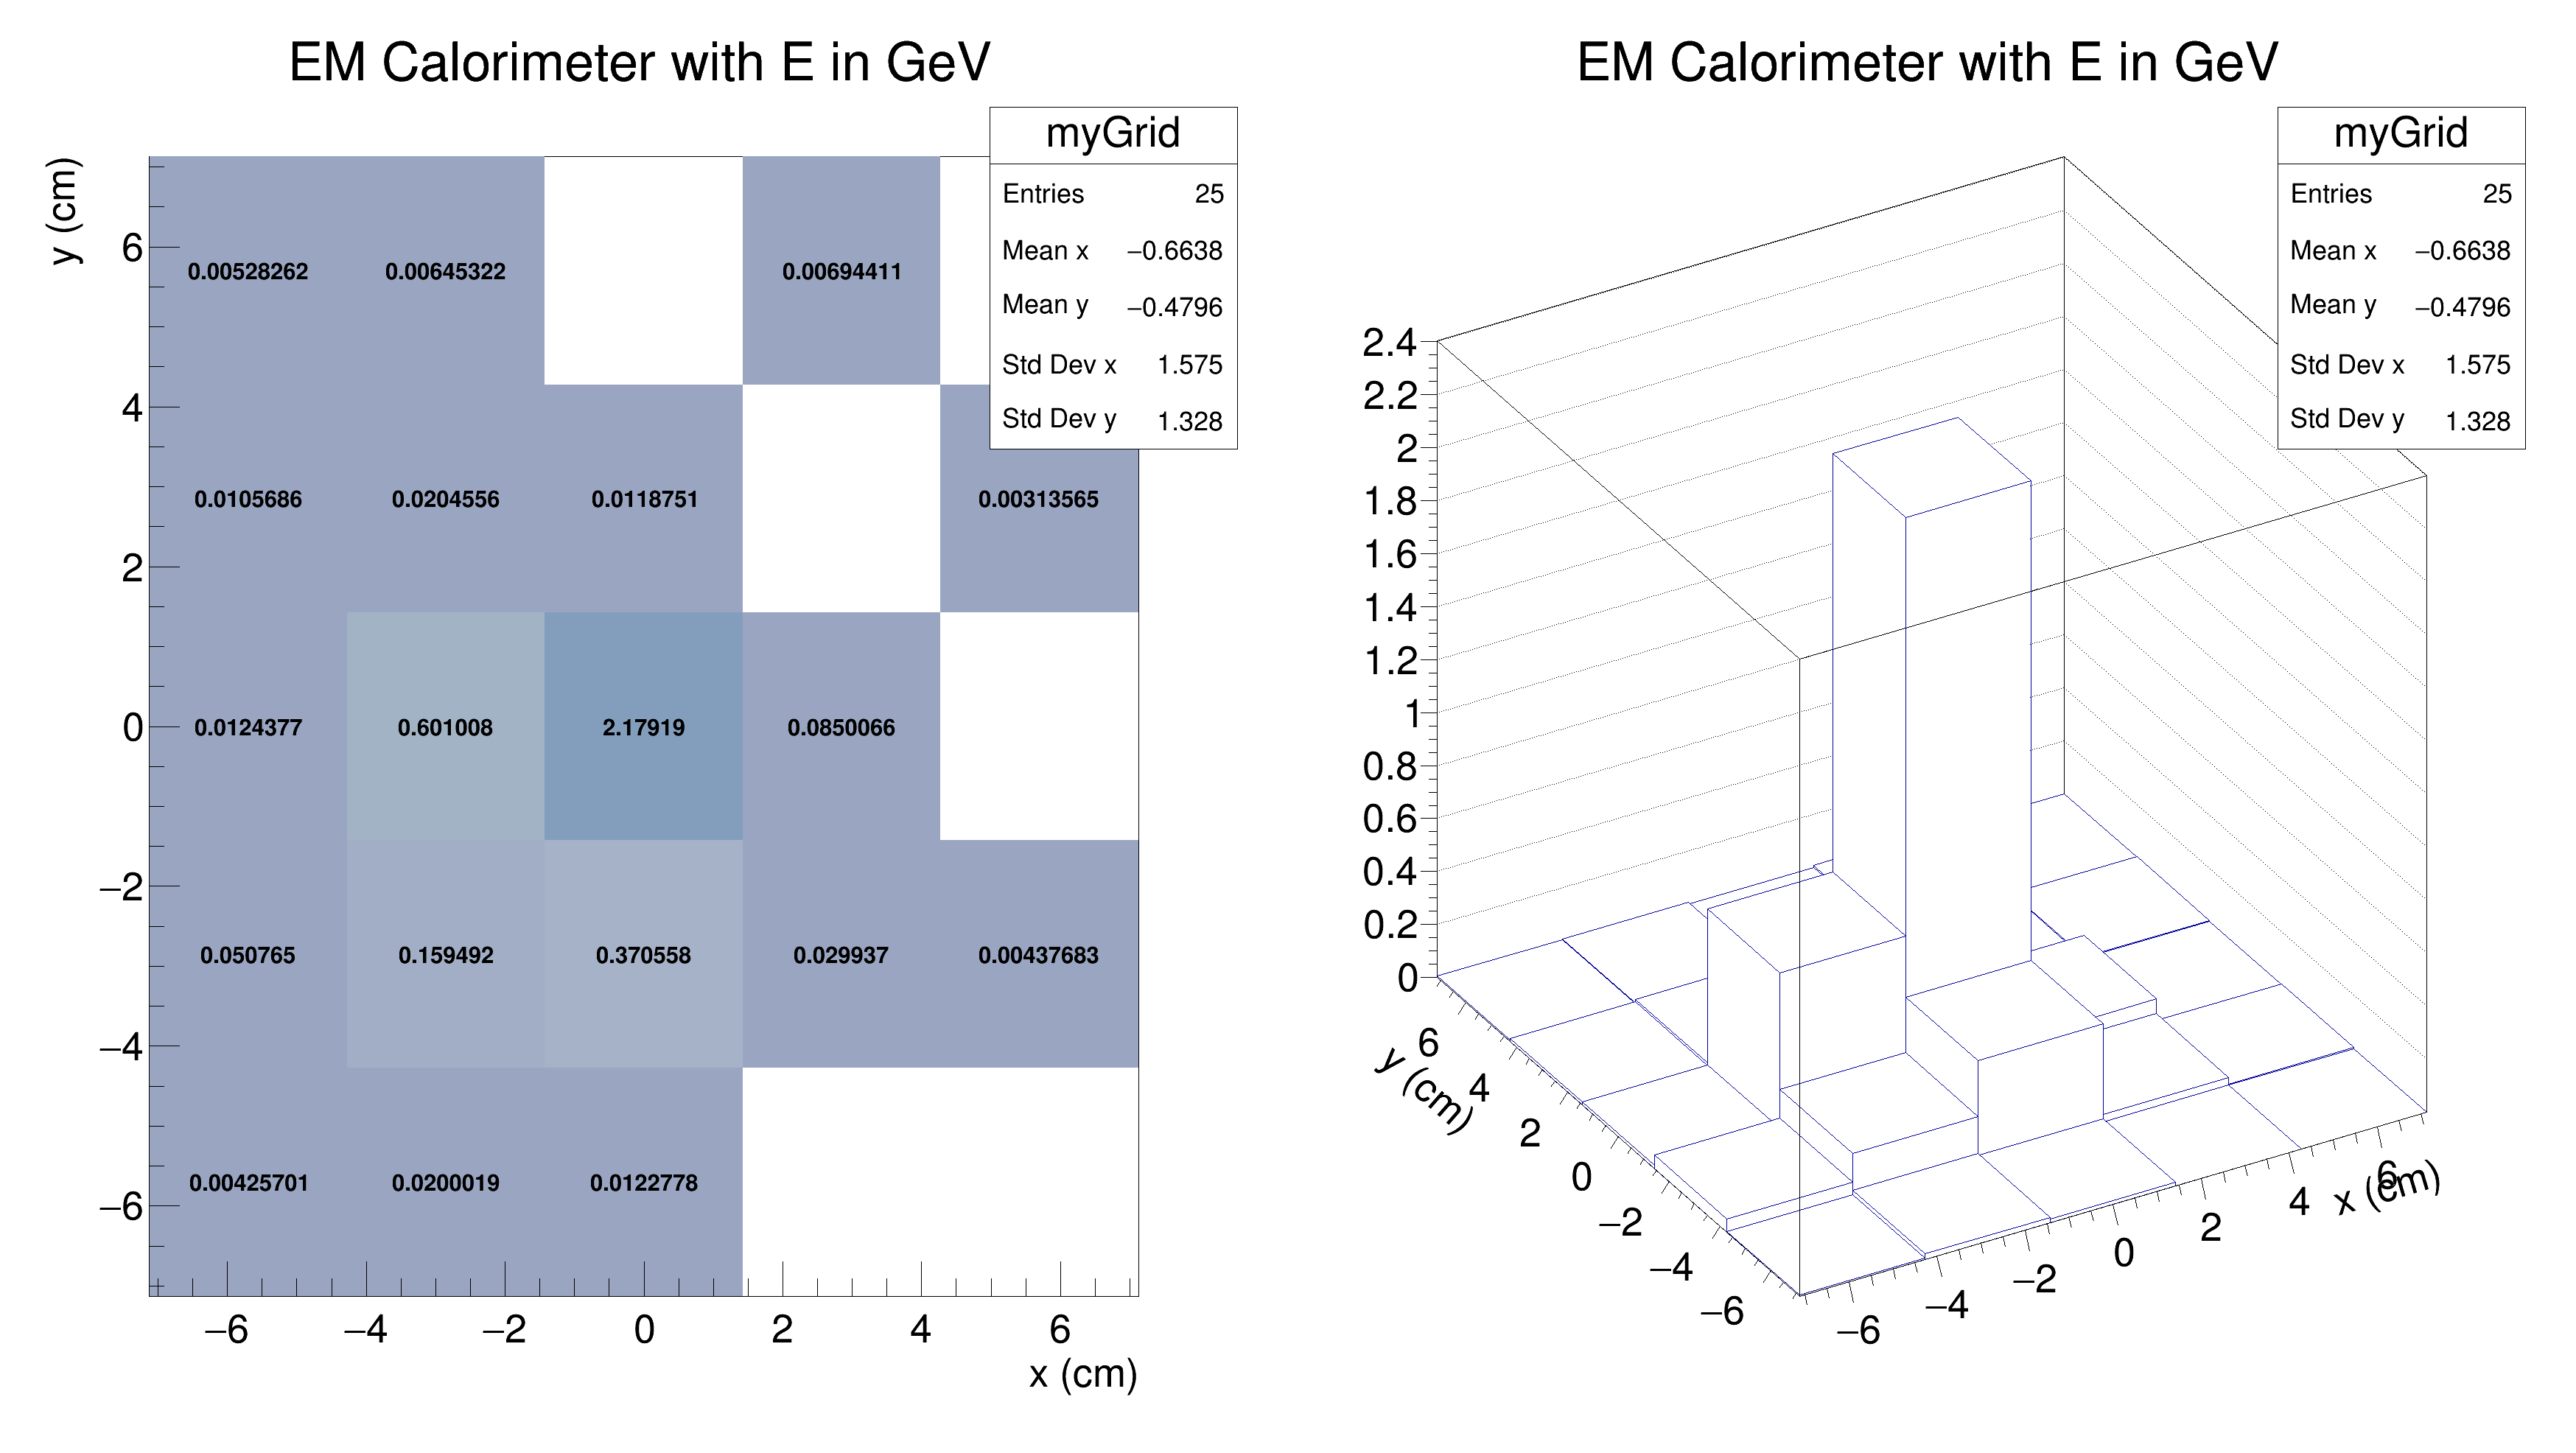 EM Calorimeter with E in GeV
myGrid
Entries 25
Mean x −0.6638
Mean y −0.4796
Std Dev x 1.575
Std Dev y 1.328
y (cm)
6
4
2
0
−2
−4
−6
0.00528262 0.00645322 0.00694411
0.0105686 0.0204556 0.0118751 0.00313565
0.0124377 0.601008 2.17919 0.0850066
0.050765 0.159492 0.370558 0.029937 0.00437683
0.00425701 0.0200019 0.0122778
−6 −4 −2 0 2 4 6
x (cm)
EM Calorimeter with E in GeV
myGrid
Entries 25
Mean x −0.6638
Mean y −0.4796
Std Dev x 1.575
Std Dev y 1.328
2.4
2.2
2
1.8
1.6
1.4
1.2
1
0.8
0.6
0.4
0.2
0
y (cm)
6
4
2
0
−2
−4
−6
−6 −4 −2 0 2 4 6
x (cm)